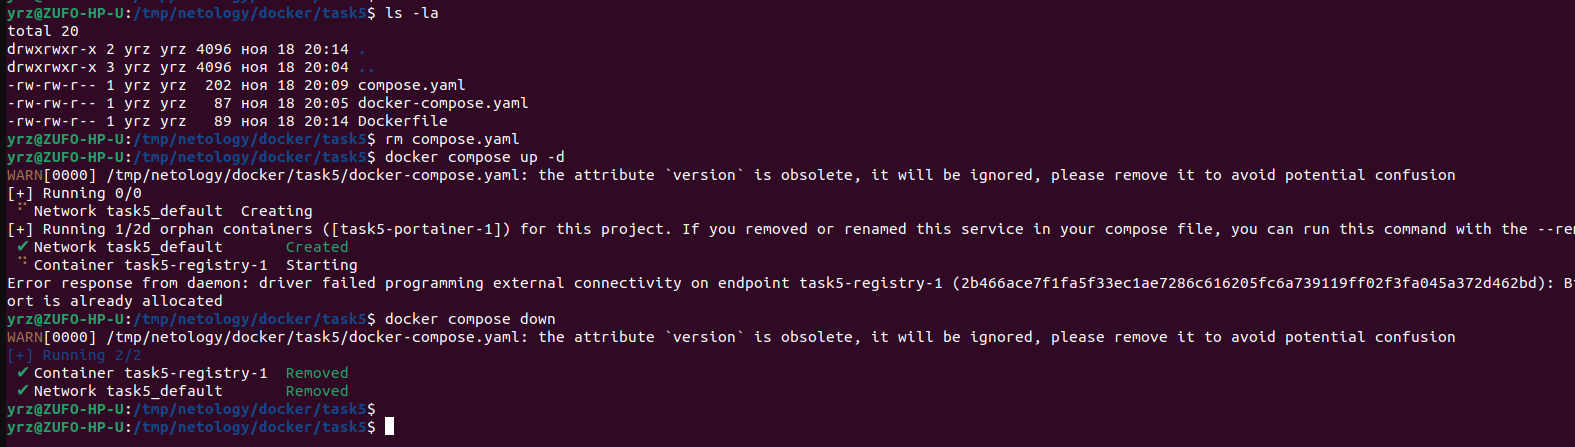 yrz@ZUFO-HP-U:/tmp/netology/docker/task5$ ls -la
total 20
drwxrwxr-x 2 yrz yrz 4096 ноя 18 20:14 .
drwxrwxr-x 3 yrz yrz 4096 ноя 18 20:04 ..
-rw-rw-r-- 1 yrz yrz  202 ноя 18 20:09 compose.yaml
-rw-rw-r-- 1 yrz yrz   87 ноя 18 20:05 docker-compose.yaml
-rw-rw-r-- 1 yrz yrz   89 ноя 18 20:14 Dockerfile
yrz@ZUFO-HP-U:/tmp/netology/docker/task5$ rm compose.yaml
yrz@ZUFO-HP-U:/tmp/netology/docker/task5$ docker compose up -d
WARN[0000] /tmp/netology/docker/task5/docker-compose.yaml: the attribute `version` is obsolete, it will be ignored, please remove it to avoid potential confusion
[+] Running 0/0
Network task5_default  Creating
[+] Running 1/2d orphan containers ([task5-portainer-1]) for this project. If you removed or renamed this service in your compose file, you can run this command with the --re
✔ Network task5_default       Created
Container task5-registry-1  Starting
Error response from daemon: driver failed programming external connectivity on endpoint task5-registry-1 (2b466ace7f1fa5f33ec1ae7286c616205fc6a739119ff02f3fa045a372d462bd): B
ort is already allocated
yrz@ZUFO-HP-U:/tmp/netology/docker/task5$ docker compose down
WARN[0000] /tmp/netology/docker/task5/docker-compose.yaml: the attribute `version` is obsolete, it will be ignored, please remove it to avoid potential confusion
[+] Running 2/2
✔ Container task5-registry-1  Removed
✔ Network task5_default       Removed
yrz@ZUFO-HP-U:/tmp/netology/docker/task5$
yrz@ZUFO-HP-U:/tmp/netology/docker/task5$